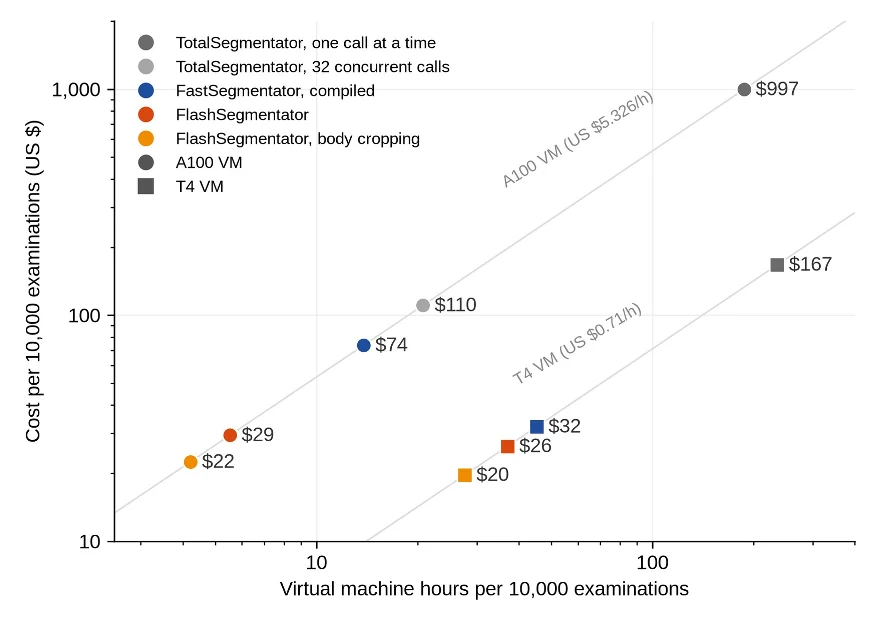 TotalSegmentator, one call at a time
TotalSegmentator, 32 concurrent calls
FastSegmentator, compiled
FlashSegmentator
FlashSegmentator, body cropping
A100 VM
T4 VM
Cost per 10,000 examinations (US $)
1,000
100
10
A100 VM (US $5.326/h)
T4 VM (US $0.71/h)
$997
$167
$110
$74
$32
$29
$26
$22
$20
10
100
Virtual machine hours per 10,000 examinations